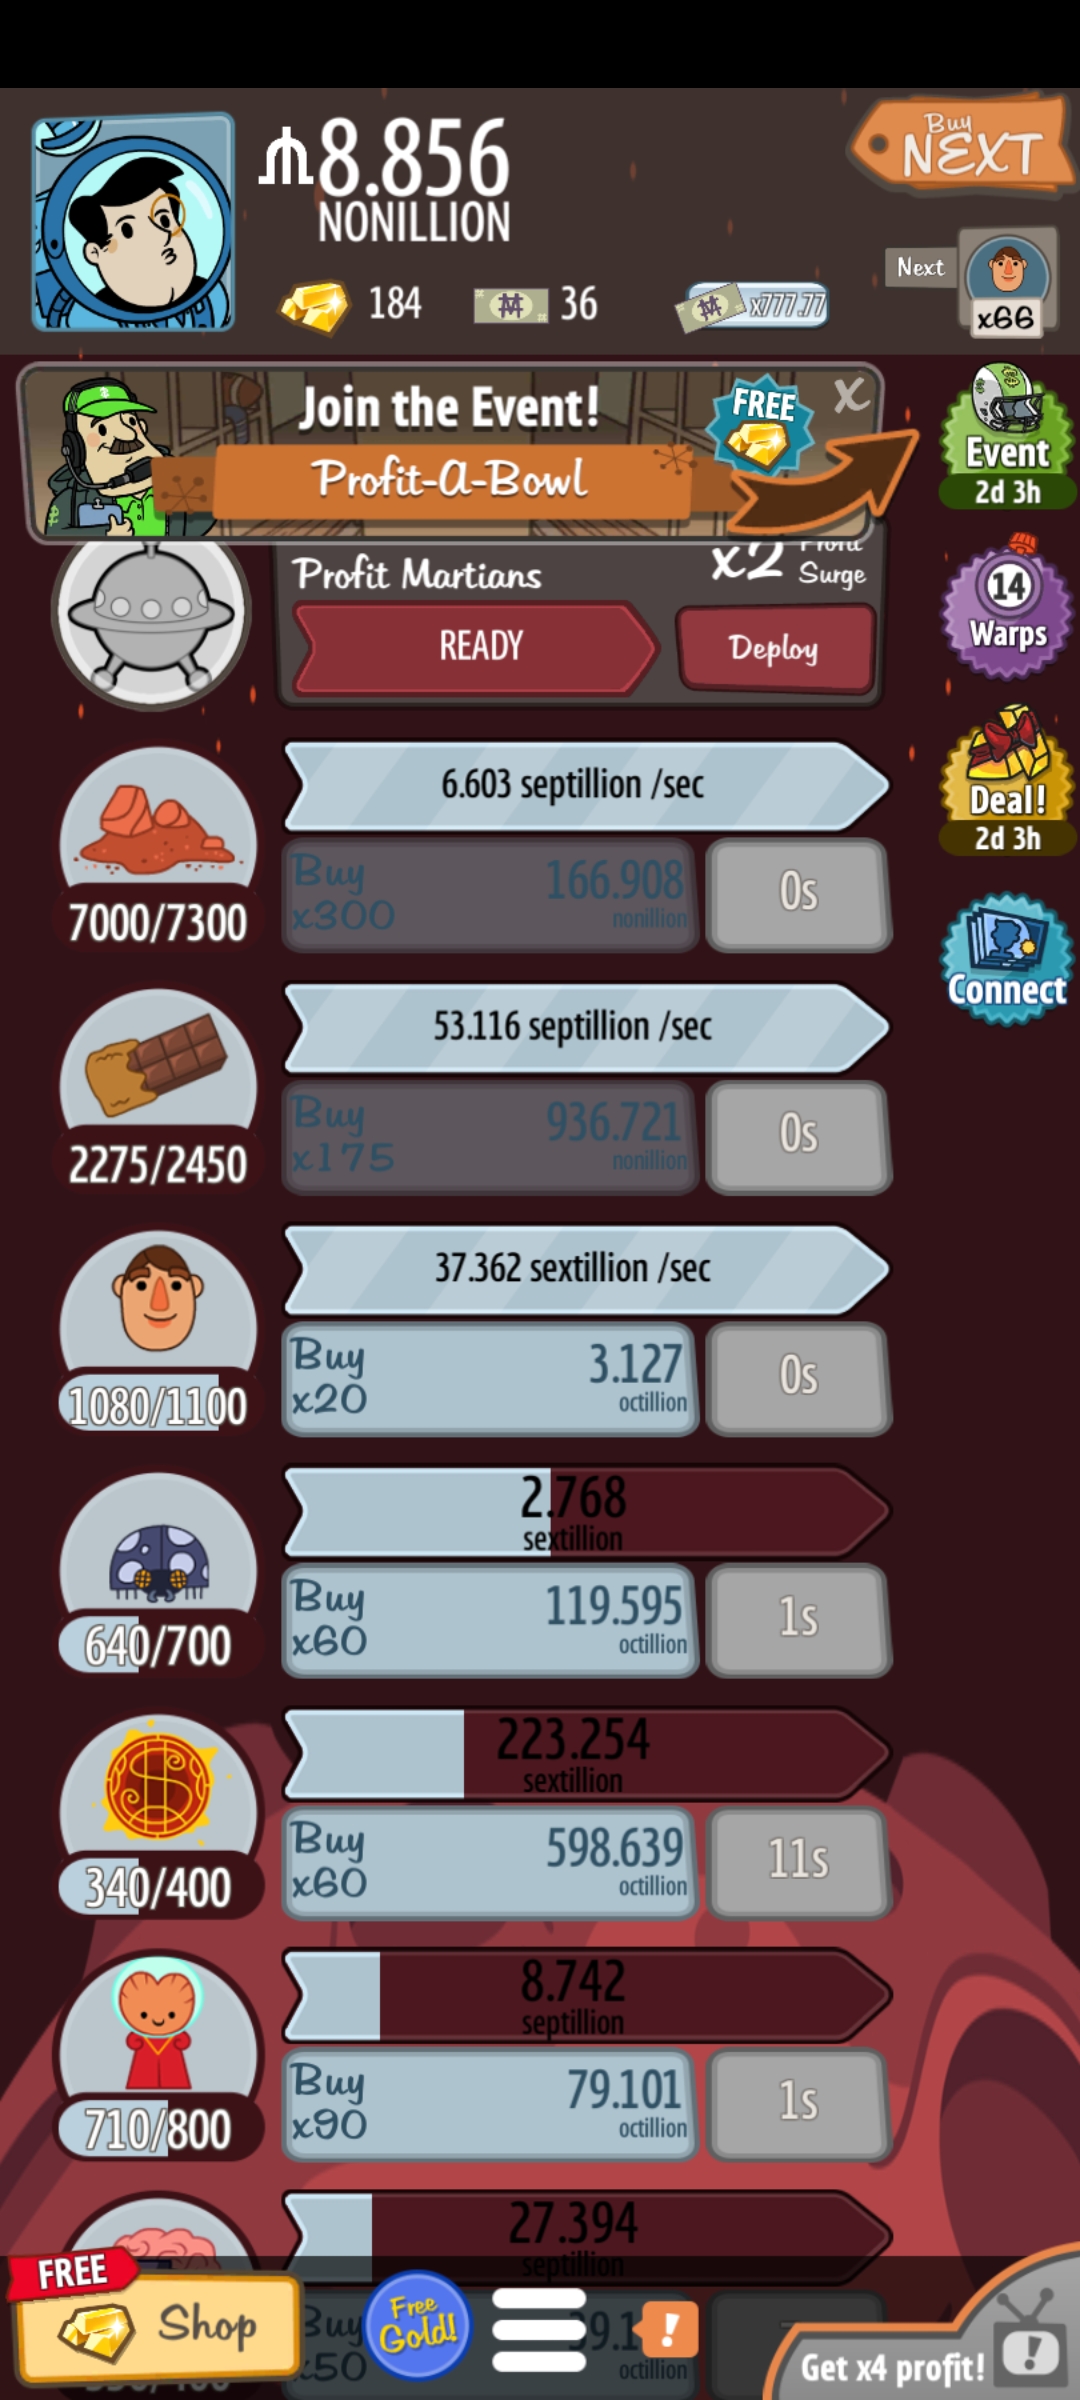 8.856
NONILLION
Buy
NEXT
184
36
x777.77
Next
x66
Join the Event!
FREE
X
Profit-A-Bowl
Event
2d 3h
Profit Martians
x2 Profit
Surge
READY
Deploy
14
Warps
6.603 septillion /sec
Deal!
2d 3h
Buy
x300
166.908
nonillion
0s
7000/7300
Connect
53.116 septillion /sec
Buy
x175
936.721
nonillion
0s
2275/2450
37.362 sextillion /sec
Buy
x20
3.127
octillion
0s
1080/1100
2.768
sextillion
Buy
x60
119.595
octillion
1s
640/700
223.254
sextillion
Buy
x60
598.639
octillion
11s
340/400
8.742
septillion
Buy
x90
79.101
octillion
1s
710/800
27.394
septillion
FREE
Shop
Free
Gold!
Buy
x50
octillion
!
Get x4 profit!
!